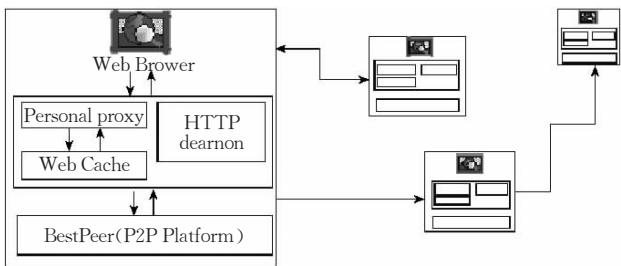 Web Brower
Personal proxy
HTTP
dearnon
Web Cache
BestPeer(P2P Platform)